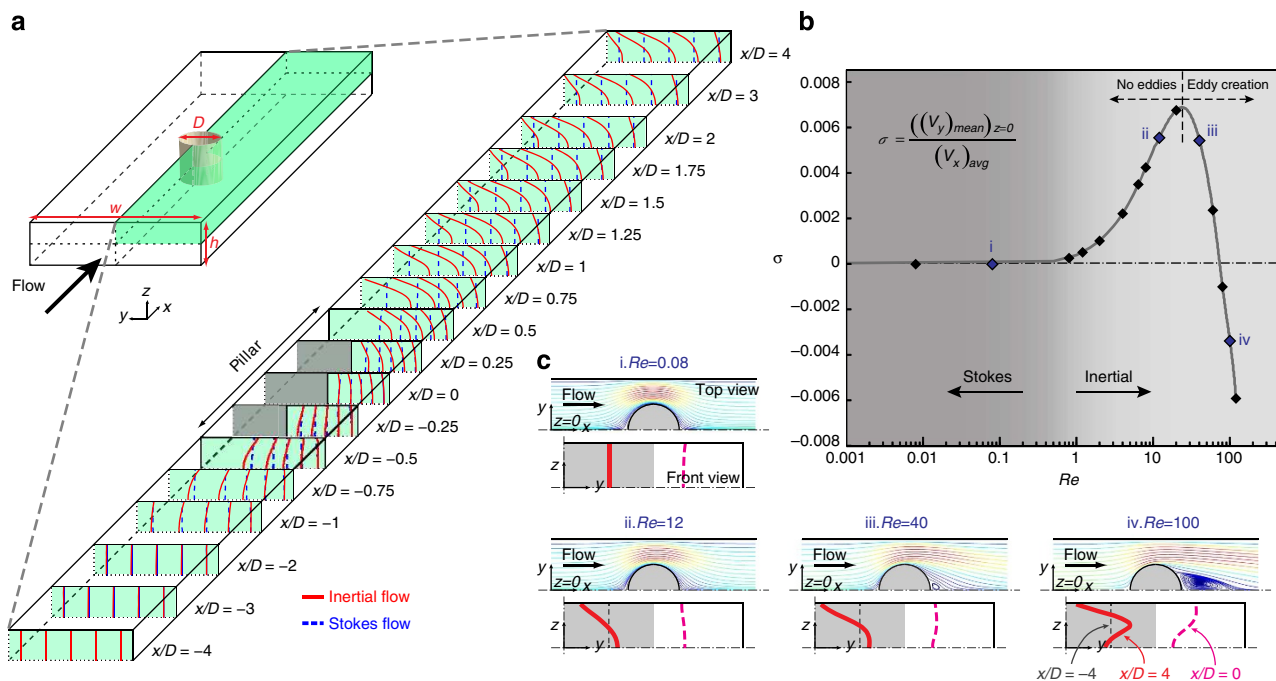 a
D
w
h
Flow
z
y
x
Pillar
x/D = 4
x/D = 3
x/D = 2
x/D = 1.75
x/D = 1.5
x/D = 1.25
x/D = 1
x/D = 0.75
x/D = 0.5
x/D = 0.25
x/D = 0
x/D = −0.25
x/D = −0.5
x/D = −0.75
x/D = −1
x/D = −2
x/D = −3
x/D = −4
Inertial flow
Stokes flow
b
0.008
0.006
0.004
0.002
0
−0.002
−0.004
−0.006
−0.008
σ
No eddies
Eddy creation
σ = ((V_y)_mean)_z=0 / (V_x)_avg
i
ii
iii
iv
Stokes
Inertial
0.001
0.01
0.1
1
10
100
Re
c
i.Re=0.08
Flow
Top view
y
z=0
x
z
y
Front view
ii.Re=12
Flow
y
z=0
x
z
y
iii.Re=40
Flow
y
z=0
x
z
y
iv.Re=100
Flow
y
z=0
x
z
y
x/D=−4
x/D=4
x/D=0